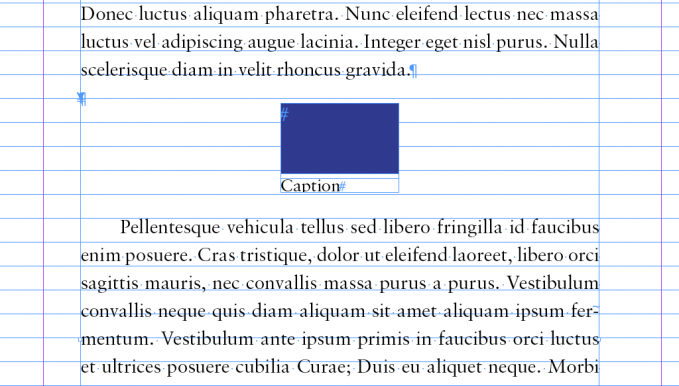 Donec luctus aliquam pharetra. Nunc eleifend lectus nec massa
luctus vel adipiscing augue lacinia. Integer eget nisl purus. Nulla
scelerisque diam in velit rhoncus gravida.¶
¶
#
Caption#
Pellentesque vehicula tellus sed libero fringilla id faucibus
enim posuere. Cras tristique, dolor ut eleifend laoreet, libero orci
sagittis mauris, nec convallis massa purus a purus. Vestibulum
convallis neque quis diam aliquam sit amet aliquam ipsum fer-
mentum. Vestibulum ante ipsum primis in faucibus orci luctus
et ultrices posuere cubilia Curae; Duis eu aliquet neque. Morbi